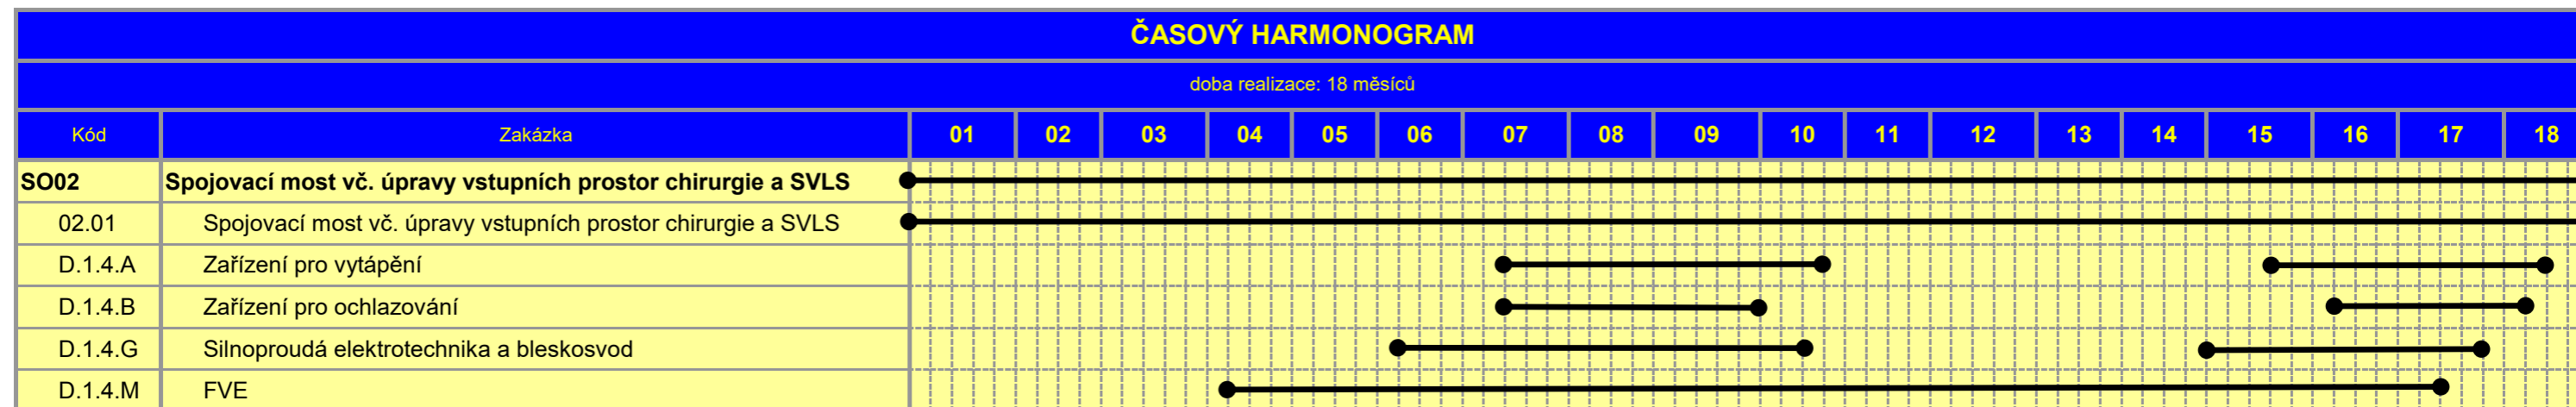 ČASOVÝ HARMONOGRAM
doba realizace: 18 měsíců
Kód Zakázka 01 02 03 04 05 06 07 08 09 10 11 12 13 14 15 16 17 18
SO02 Spojovací most vč. úpravy vstupních prostor chirurgie a SVLS
02.01 Spojovací most vč. úpravy vstupních prostor chirurgie a SVLS
D.1.4.A Zařízení pro vytápění
D.1.4.B Zařízení pro ochlazování
D.1.4.G Silnoproudá elektrotechnika a bleskosvod
D.1.4.M FVE